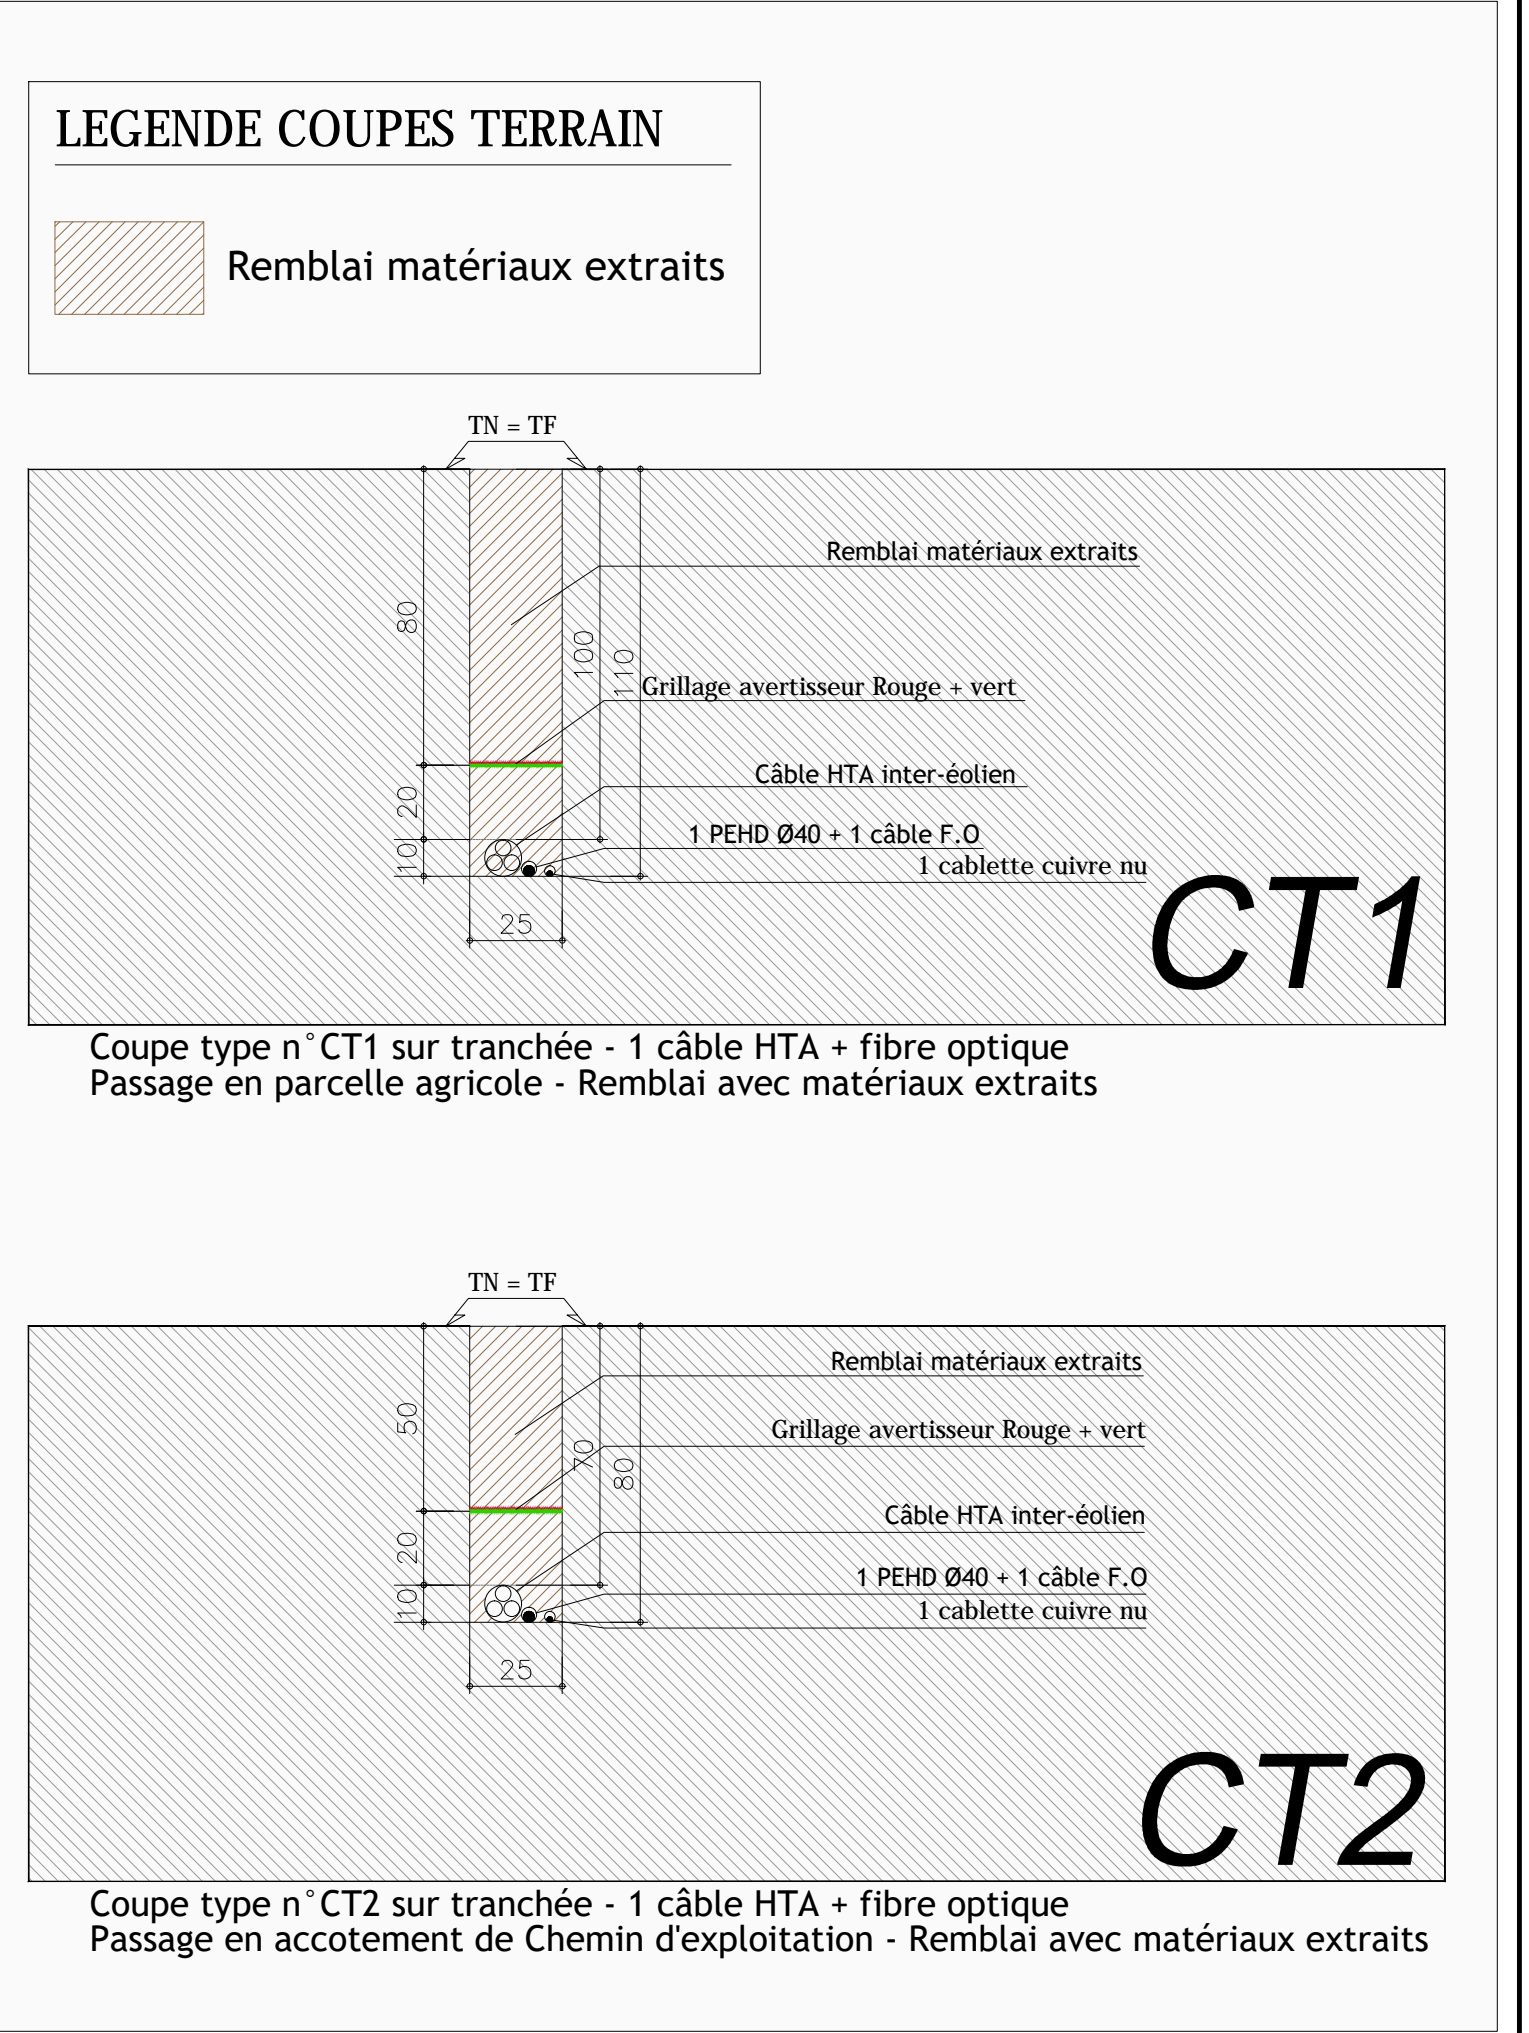 LEGENDE COUPES TERRAIN
Remblai matériaux extraits
TN = TF
Remblai matériaux extraits
80
100
110
Grillage avertisseur Rouge + vert
Câble HTA inter-éolien
20
1 PEHD Ø40 + 1 câble F.O
10
1 cablette cuivre nu
25
CT1
Coupe type n°CT1 sur tranchée - 1 câble HTA + fibre optique
Passage en parcelle agricole - Remblai avec matériaux extraits
TN = TF
Remblai matériaux extraits
50
Grillage avertisseur Rouge + vert
70
80
Câble HTA inter-éolien
20
1 PEHD Ø40 + 1 câble F.O
10
1 cablette cuivre nu
25
CT2
Coupe type n°CT2 sur tranchée - 1 câble HTA + fibre optique
Passage en accotement de Chemin d'exploitation - Remblai avec matériaux extraits